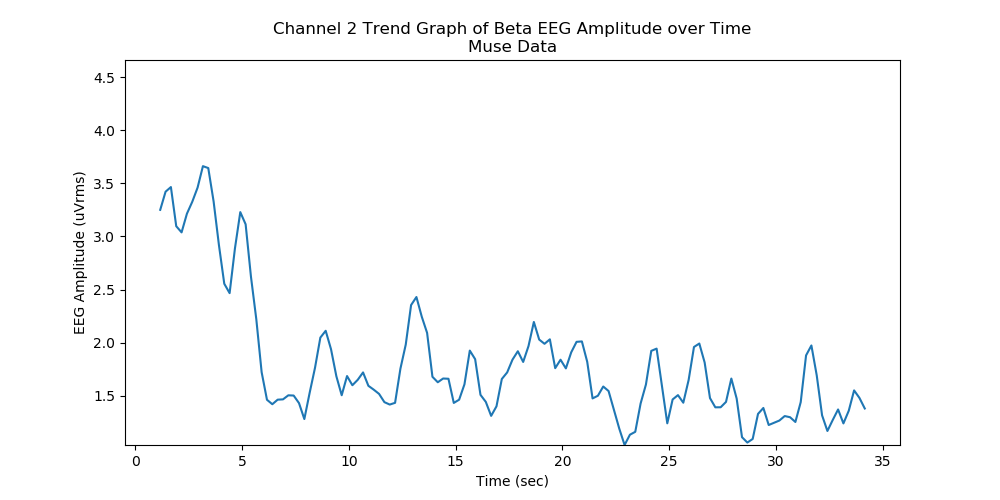 Channel 2 Trend Graph of Beta EEG Amplitude over Time
Muse Data
EEG Amplitude (uVrms)
4.5
4.0
3.5
3.0
2.5
2.0
1.5
0 5 10 15 20 25 30 35
Time (sec)